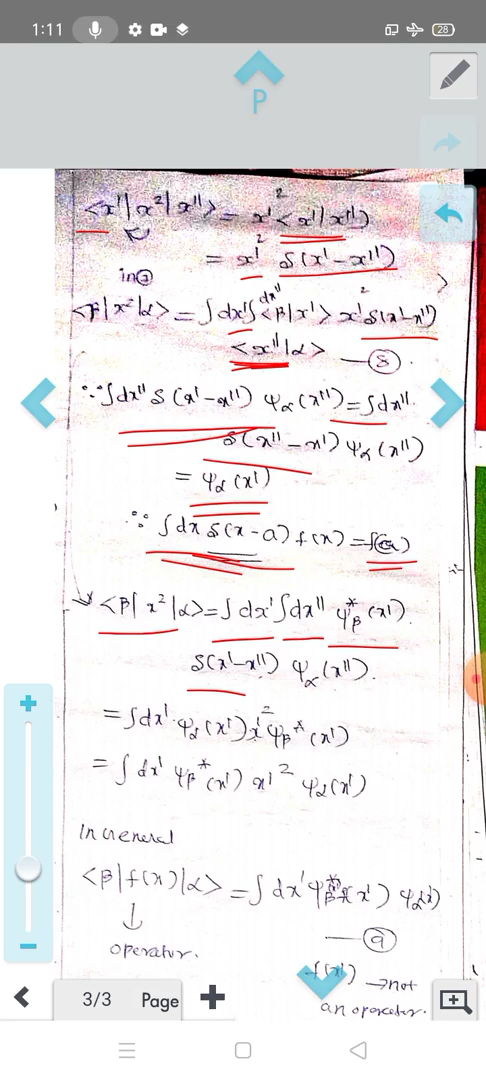 1:11
28
P
<x'|x²|x''> = x'² <x'|x''>
= x'² δ(x'-x'')
in ②
<β|x²|α> = ∫dx'∫dx'' <β|x'> x'² δ(x'-x'')
<x''|α> — ⑧.
∵ ∫dx'' δ(x'-x'') ψα(x'') = ∫dx''
δ(x''-x') ψα(x'')
= ψα(x')
∵ ∫dx δ(x-a) f(x) = f(a)
<β|x²|α> = ∫dx' ∫dx'' ψβ*(x').
δ(x'-x'') ψα(x'').
= ∫dx' ψα(x') x'² ψβ*(x')
= ∫dx' ψβ*(x') x'² ψα(x')
In General
<β|f(x)|α> = ∫dx' ψβ* f(x') ψα(x')
↓ — ⑨
operator.
f(x') → not
an operator.
3/3 Page